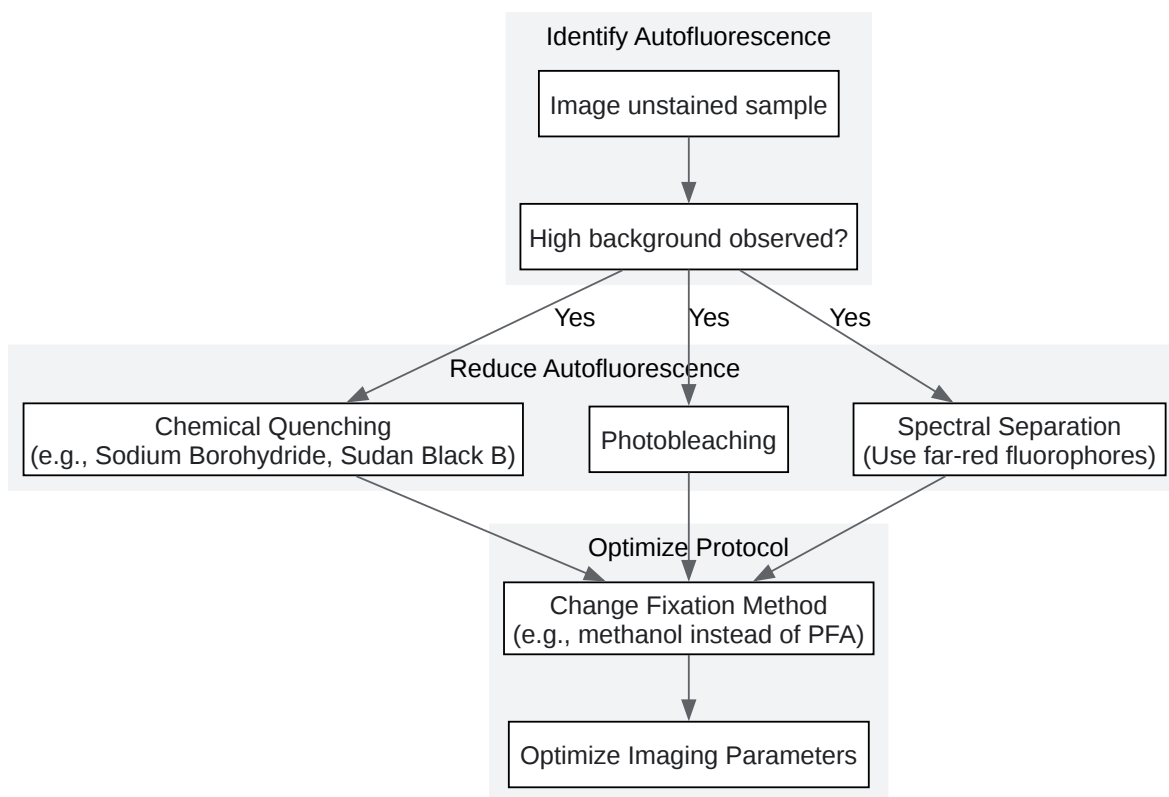 Identify Autofluorescence
Image unstained sample
High background observed?
Yes
Yes
Yes
Reduce Autofluorescence
Chemical Quenching
(e.g., Sodium Borohydride, Sudan Black B)
Photobleaching
Spectral Separation
(Use far-red fluorophores)
Optimize Protocol
Change Fixation Method
(e.g., methanol instead of PFA)
Optimize Imaging Parameters